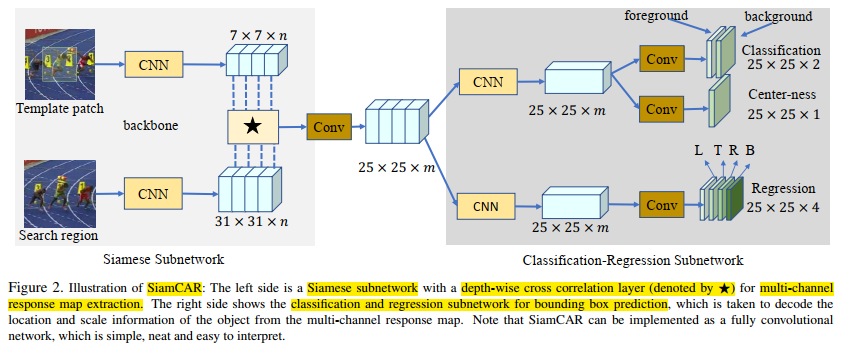 foreground
background
7 × 7 × n
CNN
Template patch
backbone
★
Conv
25 × 25 × m
CNN
31 × 31 × n
Search region
Siamese Subnetwork
CNN
25 × 25 × m
Conv
Classification
25 × 25 × 2
Conv
Center-ness
25 × 25 × 1
L T R B
CNN
25 × 25 × m
Conv
Regression
25 × 25 × 4
Classification-Regression Subnetwork
Figure 2. Illustration of SiamCAR: The left side is a Siamese subnetwork with a depth-wise cross correlation layer (denoted by ★) for multi-channel
response map extraction. The right side shows the classification and regression subnetwork for bounding box prediction, which is taken to decode the
location and scale information of the object from the multi-channel response map. Note that SiamCAR can be implemented as a fully convolutional
network, which is simple, neat and easy to interpret.